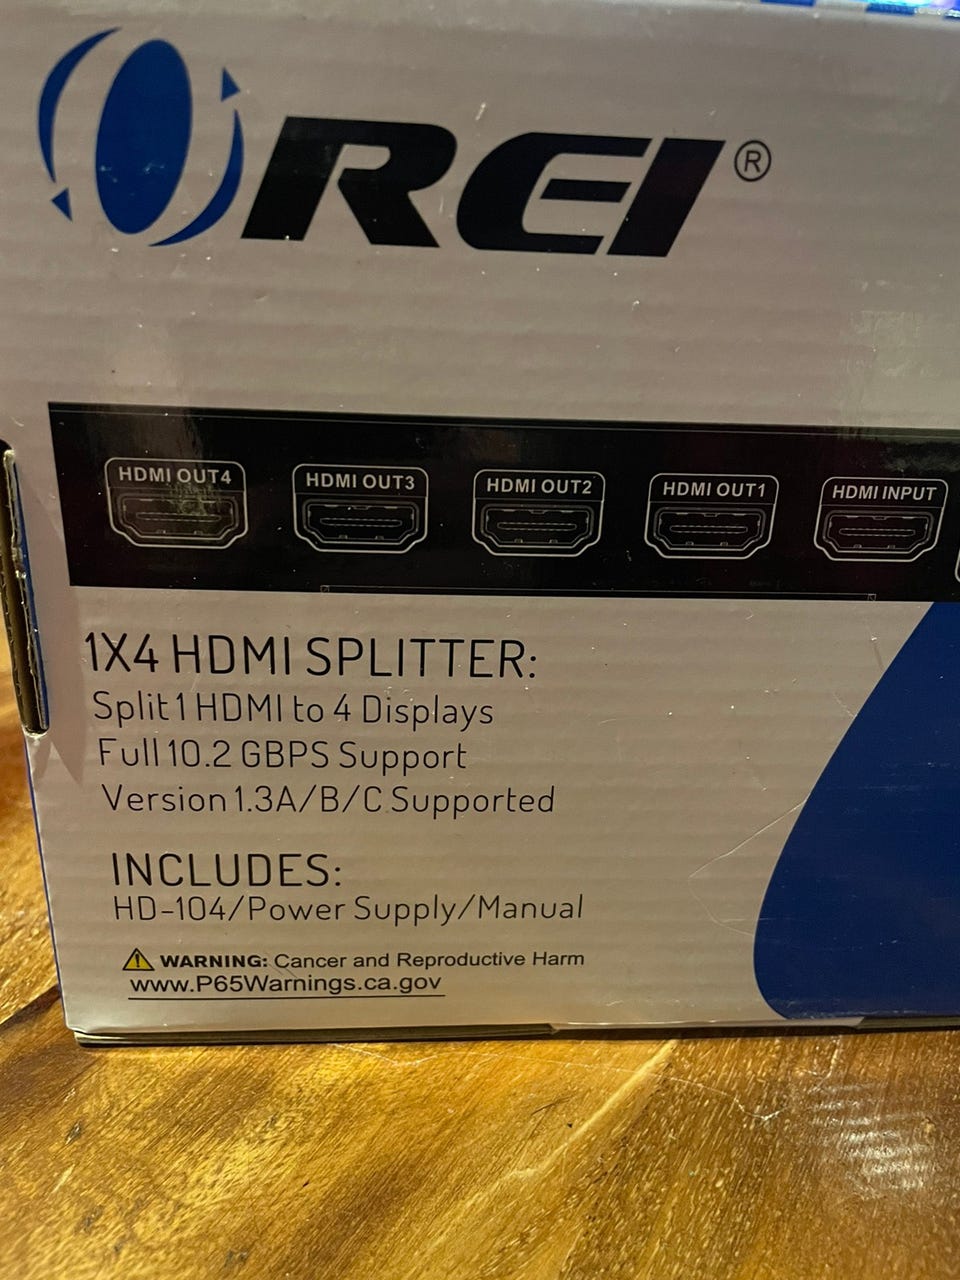 OREI®
HDMI OUT4 HDMI OUT3 HDMI OUT2 HDMI OUT1 HDMI INPUT
1X4 HDMI SPLITTER:
Split 1 HDMI to 4 Displays
Full 10.2 GBPS Support
Version 1.3A/B/C Supported
INCLUDES:
HD-104/Power Supply/Manual
WARNING: Cancer and Reproductive Harm
www.P65Warnings.ca.gov